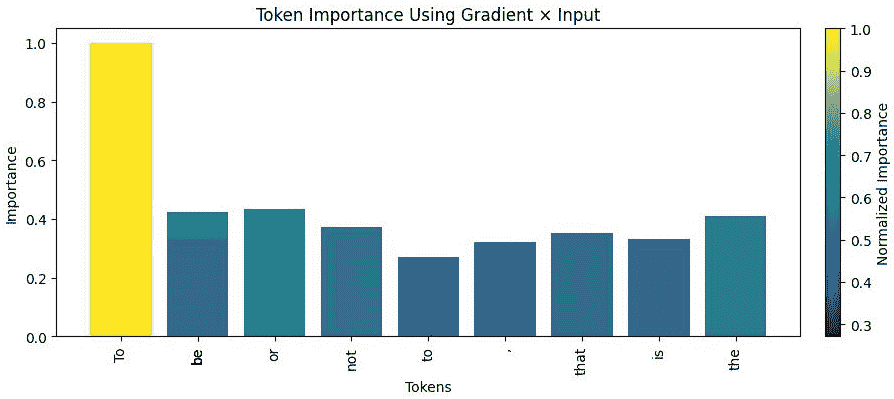 Token Importance Using Gradient × Input
1.0
0.8
0.6
0.4
0.2
0.0
Importance
To
be
or
not
to
,
that
is
the
Tokens
1.0
0.9
0.8
0.7
0.6
0.5
0.4
0.3
Normalized Importance